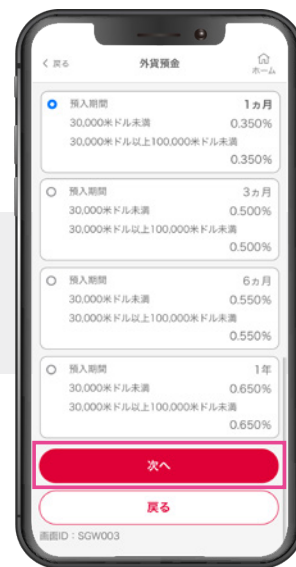 < 戻る 外貨預金 ホーム
預入期間 1ヵ月
30,000米ドル未満 0.350%
30,000米ドル以上100,000米ドル未満
0.350%
預入期間 3ヵ月
30,000米ドル未満 0.500%
30,000米ドル以上100,000米ドル未満
0.500%
預入期間 6ヵ月
30,000米ドル未満 0.550%
30,000米ドル以上100,000米ドル未満
0.550%
預入期間 1年
30,000米ドル未満 0.650%
30,000米ドル以上100,000米ドル未満
0.650%
次へ
戻る
画面ID：SGW003